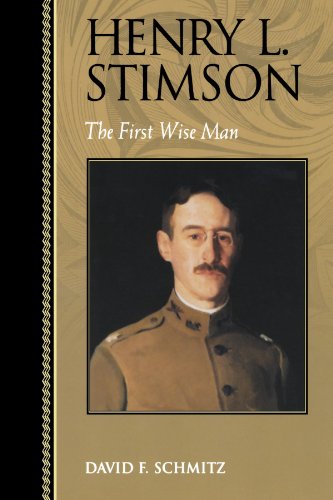 HENRY L.
STIMSON
The First Wise Man
DAVID F. SCHMITZ